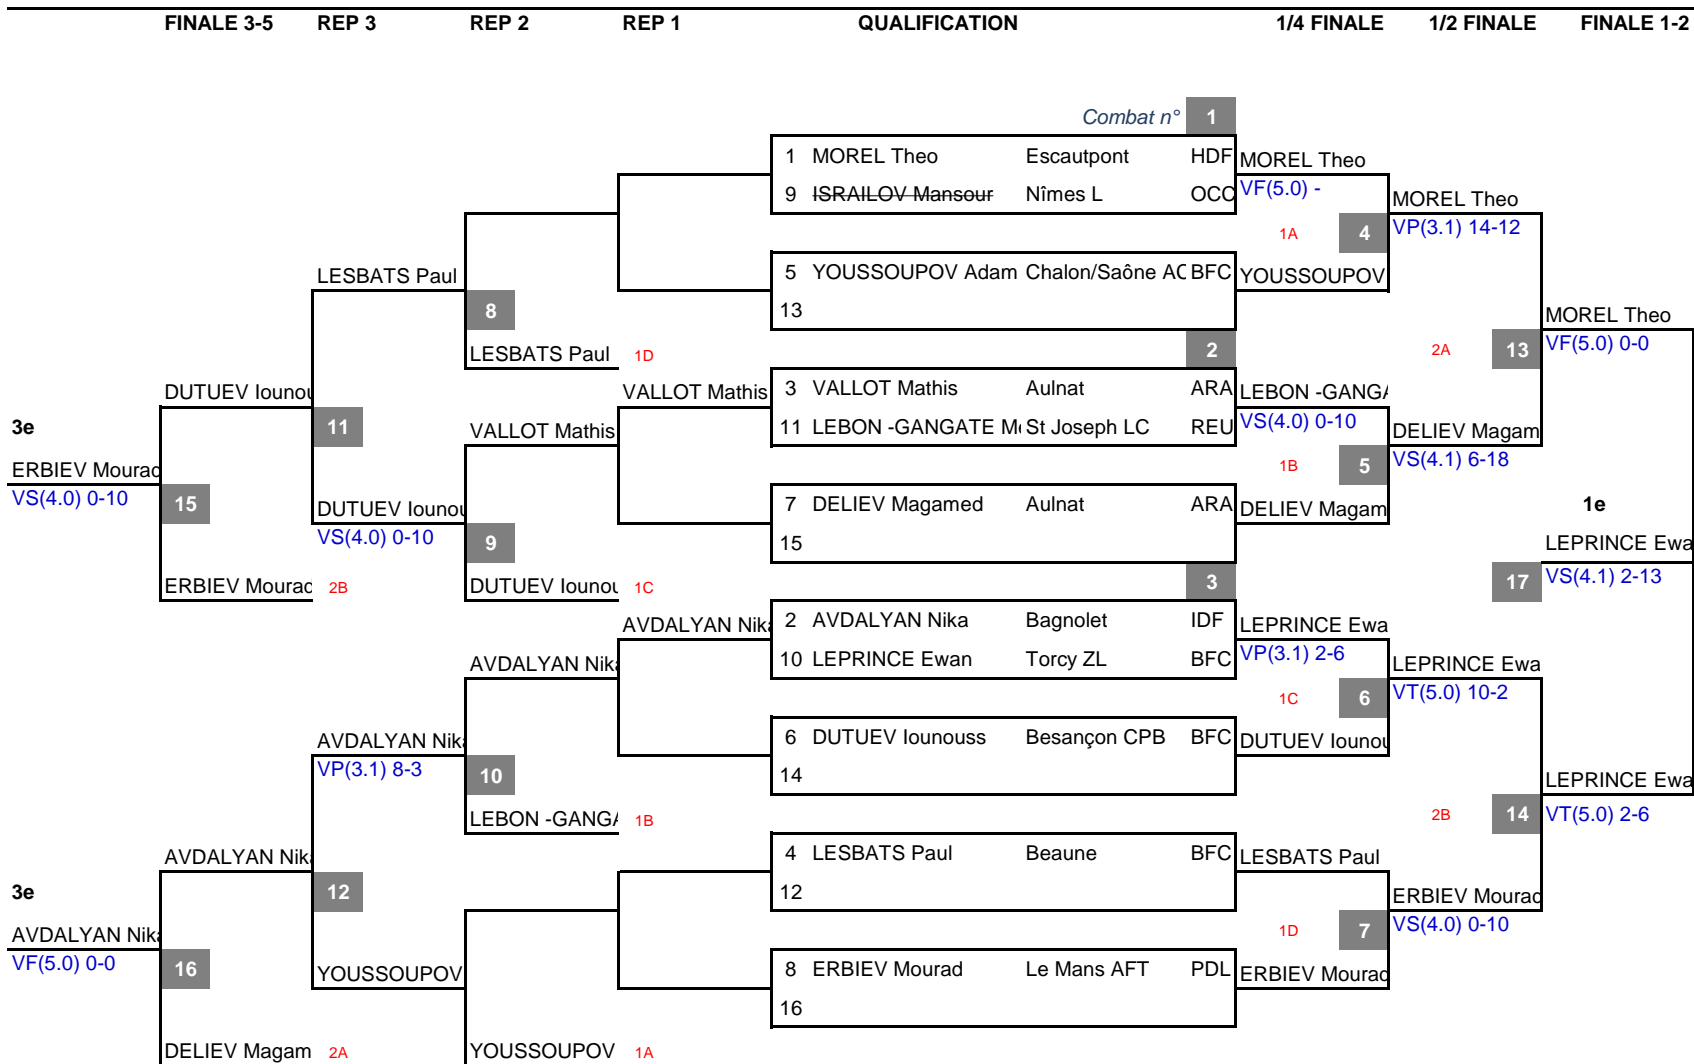 FINALE 3-5 REP 3 REP 2 REP 1 QUALIFICATION 1/4 FINALE 1/2 FINALE FINALE 1-2
Combat n° 1
1 MOREL Theo Escautpont HDF MOREL Theo
9 ISRAILOV Mansour Nîmes L OCC VF(5.0) -
MOREL Theo
1A 4 VP(3.1) 14-12
LESBATS Paul 5 YOUSSOUPOV Adam Chalon/Saône AC BFC YOUSSOUPOV
8 13
MOREL Theo
LESBATS Paul 1D 2 2A 13 VF(5.0) 0-0
DUTUEV Iounou VALLOT Mathis 3 VALLOT Mathis Aulnat ARA LEBON -GANGA
3e 11 VALLOT Mathis 11 LEBON -GANGATE Me St Joseph LC REU VS(4.0) 0-10 DELIEV Magam
ERBIEV Mourad 1B 5 VS(4.1) 6-18
VS(4.0) 0-10 15 DUTUEV Iounou 7 DELIEV Magamed Aulnat ARA DELIEV Magam 1e
VS(4.0) 0-10 9 15 LEPRINCE Ewa
ERBIEV Mourad 2B DUTUEV Iounou 1C 3 17 VS(4.1) 2-13
AVDALYAN Nika 2 AVDALYAN Nika Bagnolet IDF LEPRINCE Ewa
AVDALYAN Nika 10 LEPRINCE Ewan Torcy ZL BFC VP(3.1) 2-6 LEPRINCE Ewa
1C 6 VT(5.0) 10-2
AVDALYAN Nika 6 DUTUEV Iounouss Besançon CPB BFC DUTUEV Iounou
VP(3.1) 8-3 10 14 LEPRINCE Ewa
LEBON -GANGA 1B 2B 14 VT(5.0) 2-6
AVDALYAN Nika 4 LESBATS Paul Beaune BFC LESBATS Paul
3e 12 12 ERBIEV Mourad
AVDALYAN Nika 1D 7 VS(4.0) 0-10
VF(5.0) 0-0 16 YOUSSOUPOV 8 ERBIEV Mourad Le Mans AFT PDL ERBIEV Mourad
16
DELIEV Magam 2A YOUSSOUPOV 1A